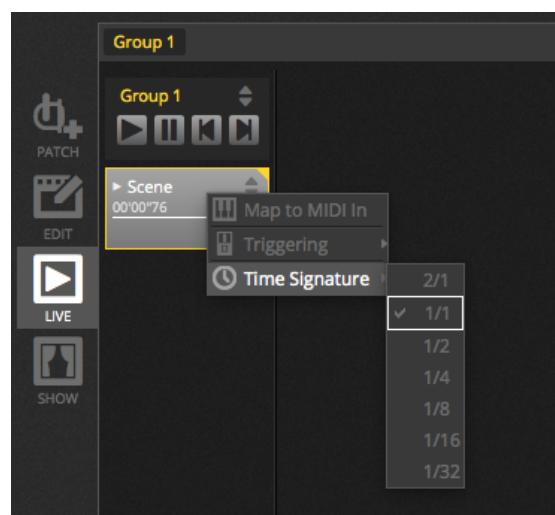 Group 1
Group 1
PATCH
Scene
00'00"76
EDIT
Map to MIDI In
Triggering
Time Signature
LIVE
2/1
1/1
1/2
1/4
1/8
1/16
1/32
SHOW